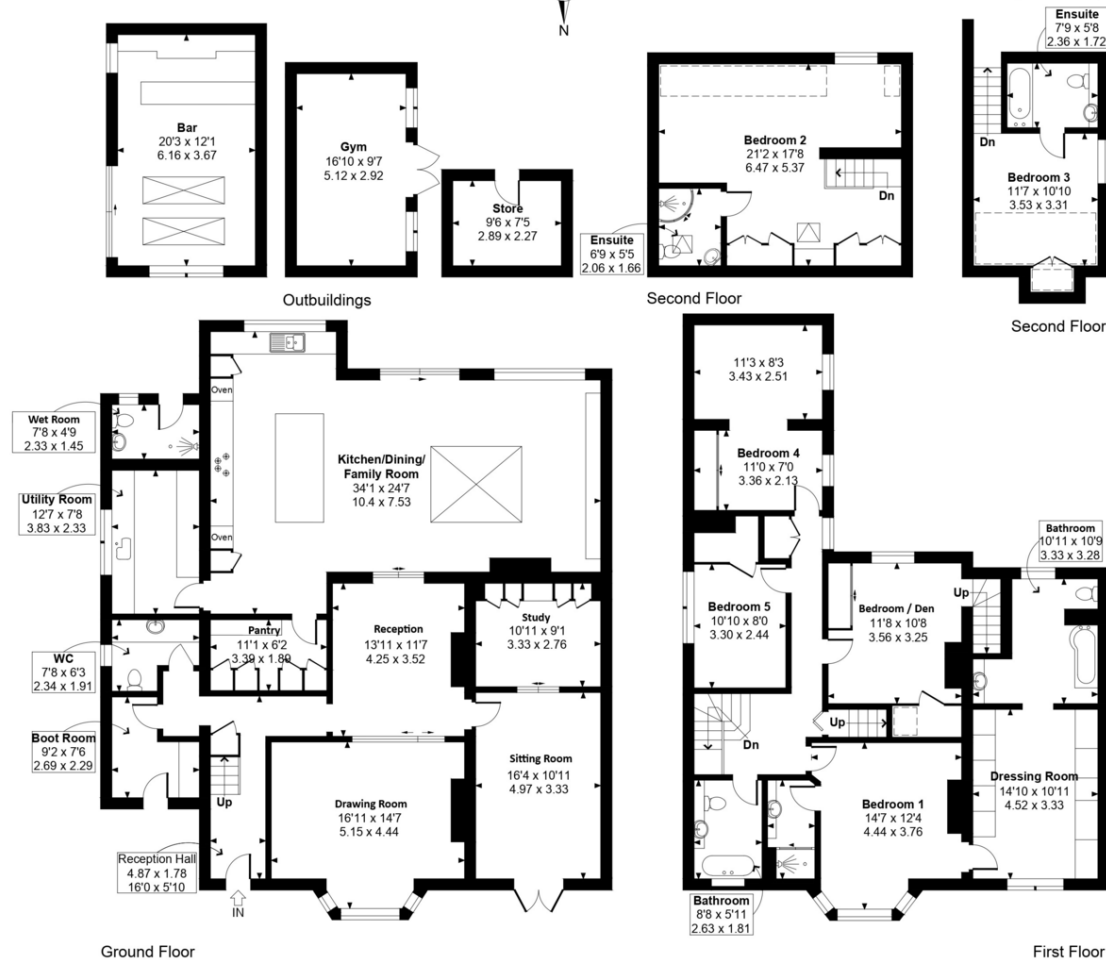 N
Bar
20'3 x 12'1
6.16 x 3.67
Gym
16'10 x 9'7
5.12 x 2.92
Store
9'6 x 7'5
2.89 x 2.27
Outbuildings
Bedroom 2
21'2 x 17'8
6.47 x 5.37
Dn
Ensuite
6'9 x 5'5
2.06 x 1.66
Second Floor
Ensuite
7'9 x 5'8
2.36 x 1.72
Dn
Bedroom 3
11'7 x 10'10
3.53 x 3.31
Second Floor
Oven
Wet Room
7'8 x 4'9
2.33 x 1.45
Kitchen/Dining/
Family Room
34'1 x 24'7
10.4 x 7.53
Utility Room
12'7 x 7'8
3.83 x 2.33
Oven
Pantry
11'1 x 6'2
3.39 x 1.89
Reception
13'11 x 11'7
4.25 x 3.52
Study
10'11 x 9'1
3.33 x 2.76
WC
7'8 x 6'3
2.34 x 1.91
Boot Room
9'2 x 7'6
2.69 x 2.29
Up
Drawing Room
16'11 x 14'7
5.15 x 4.44
Sitting Room
16'4 x 10'11
4.97 x 3.33
Reception Hall
4.87 x 1.78
16'0 x 5'10
IN
Ground Floor
11'3 x 8'3
3.43 x 2.51
Bedroom 4
11'0 x 7'0
3.36 x 2.13
Bathroom
10'11 x 10'9
3.33 x 3.28
Bedroom 5
10'10 x 8'0
3.30 x 2.44
Bedroom / Den
11'8 x 10'8
3.56 x 3.25
Up
Up
Dn
Bedroom 1
14'7 x 12'4
4.44 x 3.76
Dressing Room
14'10 x 10'11
4.52 x 3.33
Bathroom
8'8 x 5'11
2.63 x 1.81
First Floor